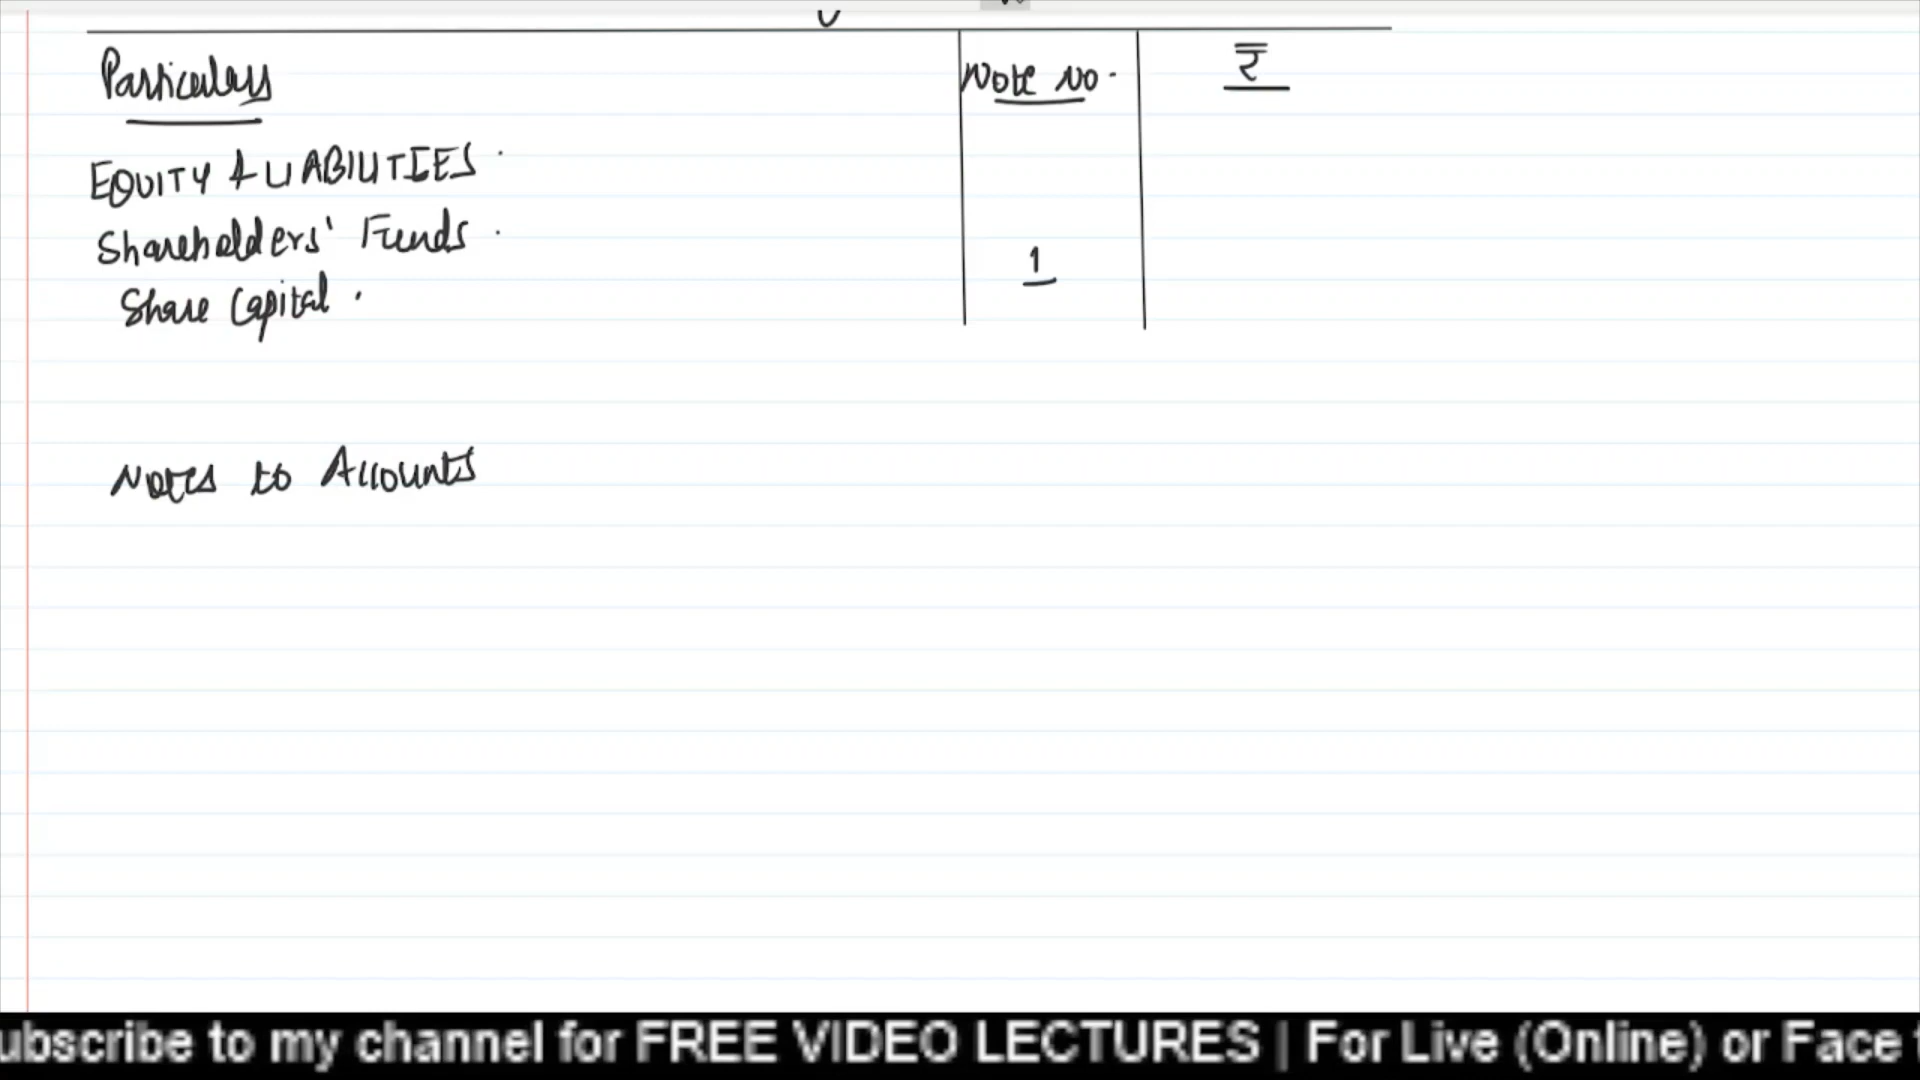 Particulars Note No. ₹
EQUITY & LIABILITIES.
Shareholders' Funds.
Share Capital. 1
Notes to Accounts
ubscribe to my channel for FREE VIDEO LECTURES | For Live (Online) or Face